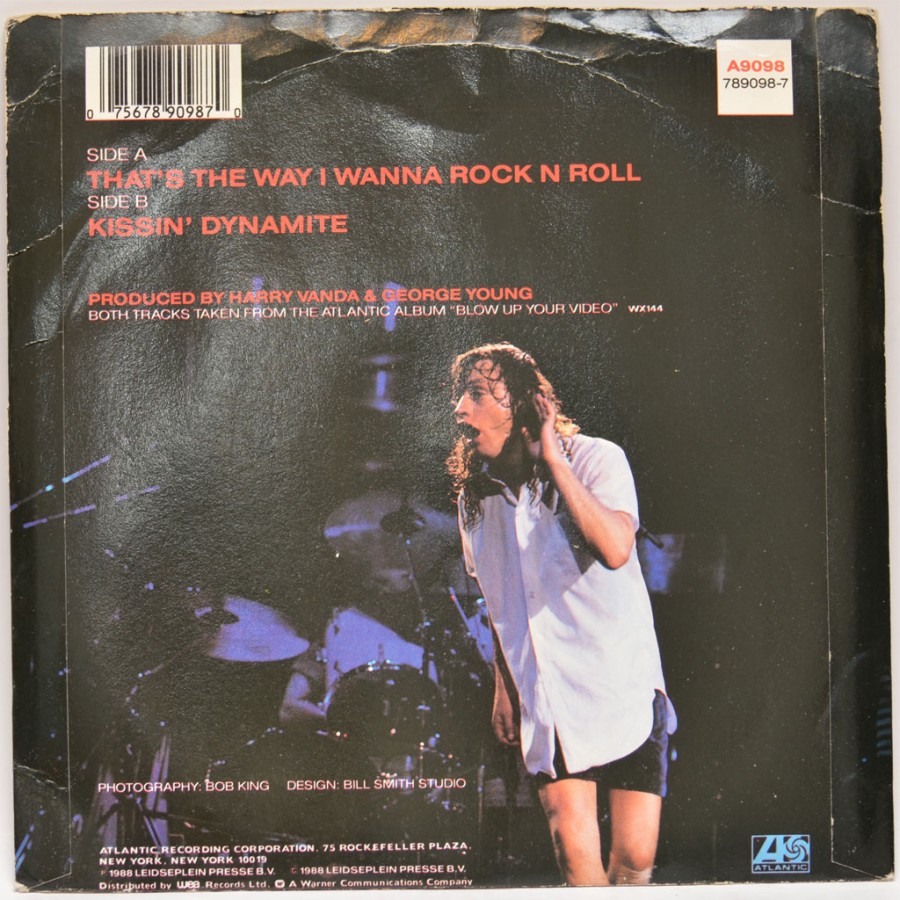 0 75678 90987 0
A9098
789098-7
SIDE A
THAT'S THE WAY I WANNA ROCK N ROLL
SIDE B
KISSIN' DYNAMITE
PRODUCED BY HARRY VANDA & GEORGE YOUNG
BOTH TRACKS TAKEN FROM THE ATLANTIC ALBUM "BLOW UP YOUR VIDEO" WX144
PHOTOGRAPHY: BOB KING DESIGN: BILL SMITH STUDIO
ATLANTIC RECORDING CORPORATION, 75 ROCKEFELLER PLAZA,
NEW YORK, NEW YORK 10019
℗ 1988 LEIDSEPLEIN PRESSE B.V. © 1988 LEIDSEPLEIN PRESSE B.V.
Distributed by wea Records Ltd. A Warner Communications Company
ATLANTIC